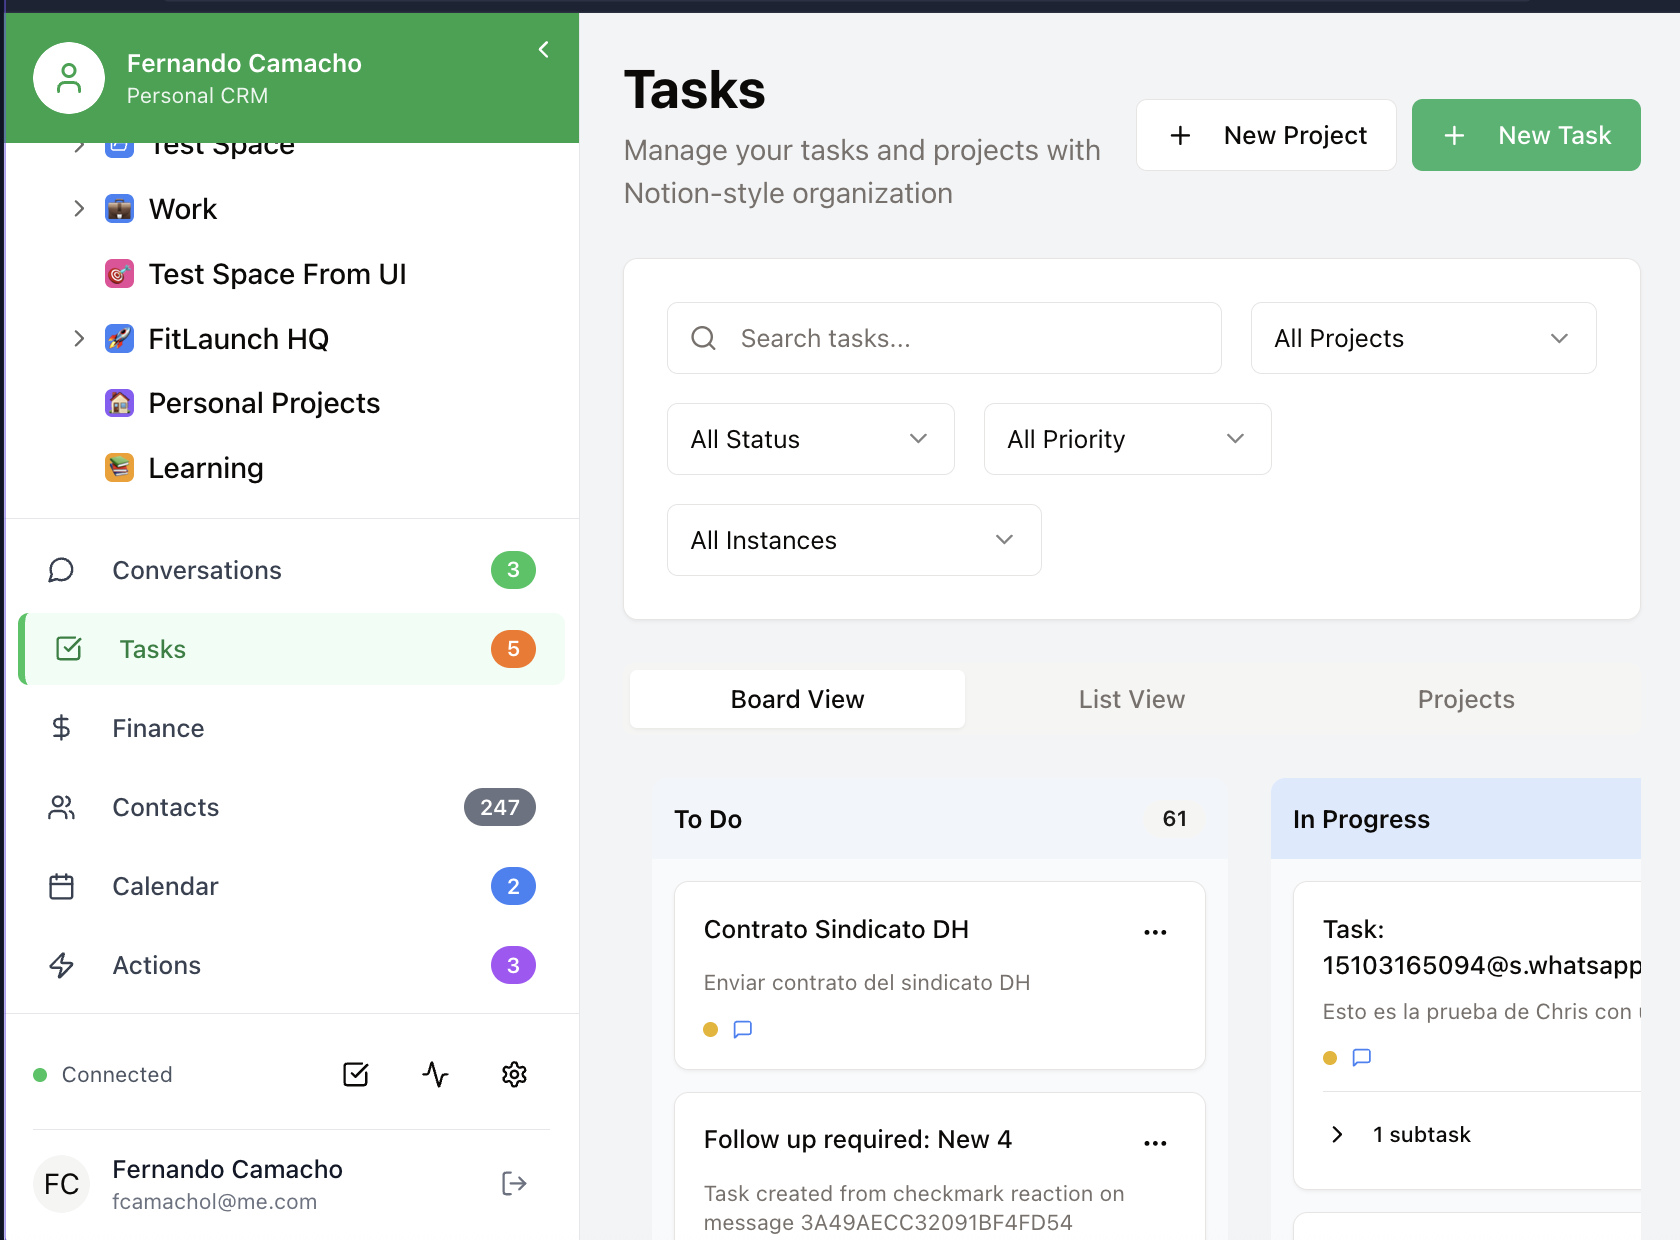 Fernando Camacho
Personal CRM
Test Space
Work
Test Space From UI
FitLaunch HQ
Personal Projects
Learning
Conversations 3
Tasks 5
Finance
Contacts 247
Calendar 2
Actions 3
Connected
FC
Fernando Camacho
fcamachol@me.com
Tasks
Manage your tasks and projects with
Notion-style organization
New Project
New Task
Search tasks...
All Projects
All Status
All Priority
All Instances
Board View
List View
Projects
To Do 61
Contrato Sindicato DH
Enviar contrato del sindicato DH
Follow up required: New 4
Task created from checkmark reaction on
message 3A49AECC32091BF4FD54
In Progress
Task:
15103165094@s.whatsapp
Esto es la prueba de Chris con
1 subtask